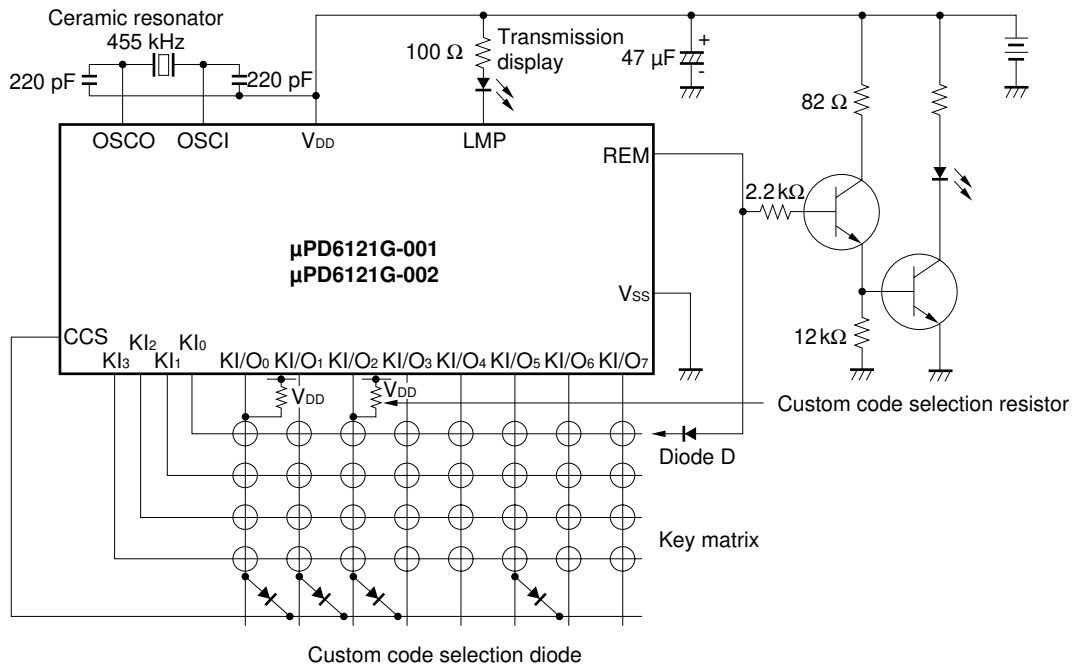 Ceramic resonator
455 kHz
220 pF
220 pF
100 Ω
Transmission
display
47 µF
+
-
82 Ω
OSCO
OSCI
VDD
LMP
REM
2.2 kΩ
µPD6121G-001
µPD6121G-002
VSS
12 kΩ
CCS
KI3
KI2
KI1
KI0
KI/O0
KI/O1
KI/O2
KI/O3
KI/O4
KI/O5
KI/O6
KI/O7
VDD
VDD
Custom code selection resistor
Diode D
Key matrix
Custom code selection diode